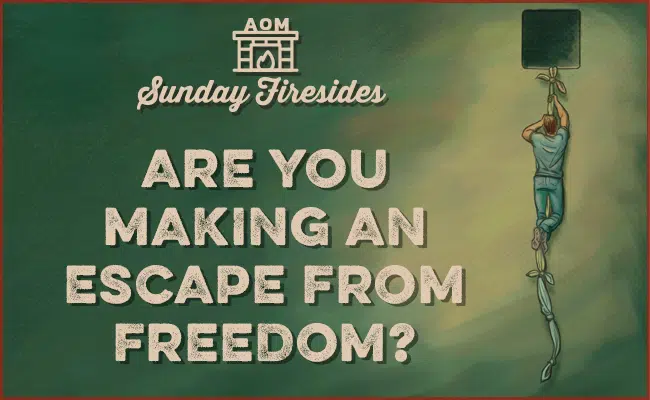 AOM
Sunday Firesides
ARE YOU
MAKING AN
ESCAPE FROM
FREEDOM?